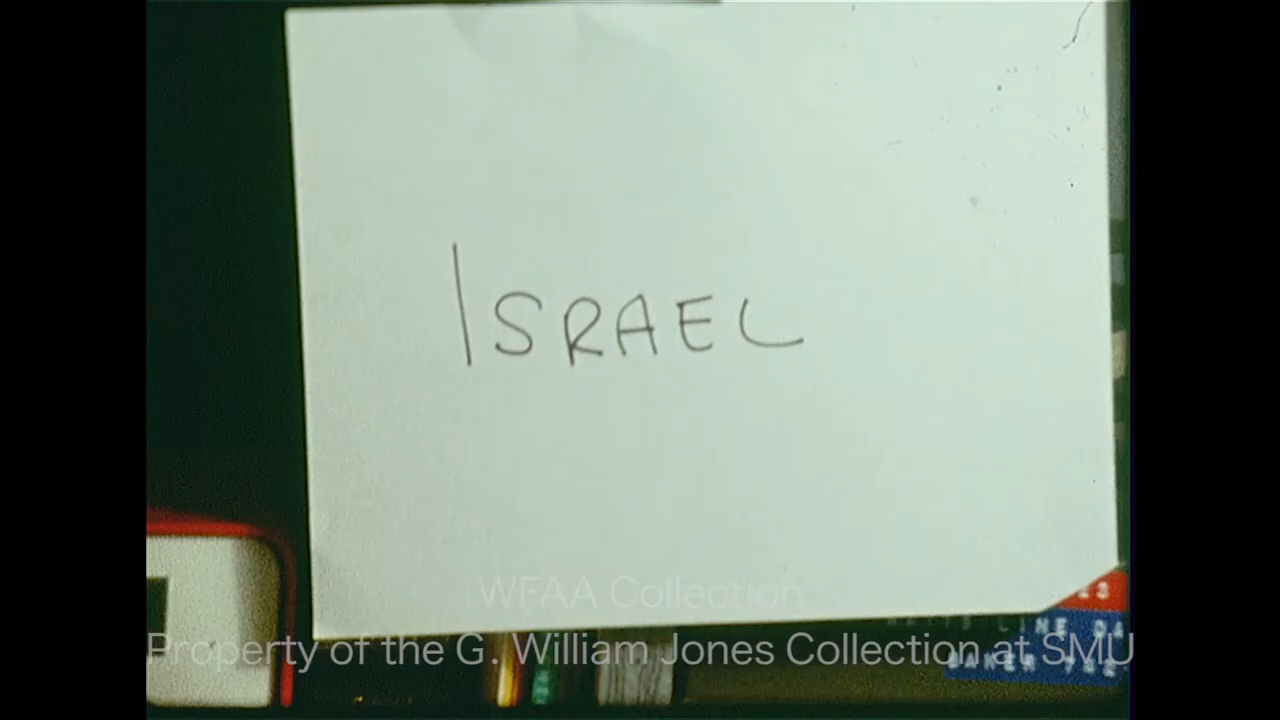 ISRAEL
WFAA Collection
Property of the G. William Jones Collection at SMU